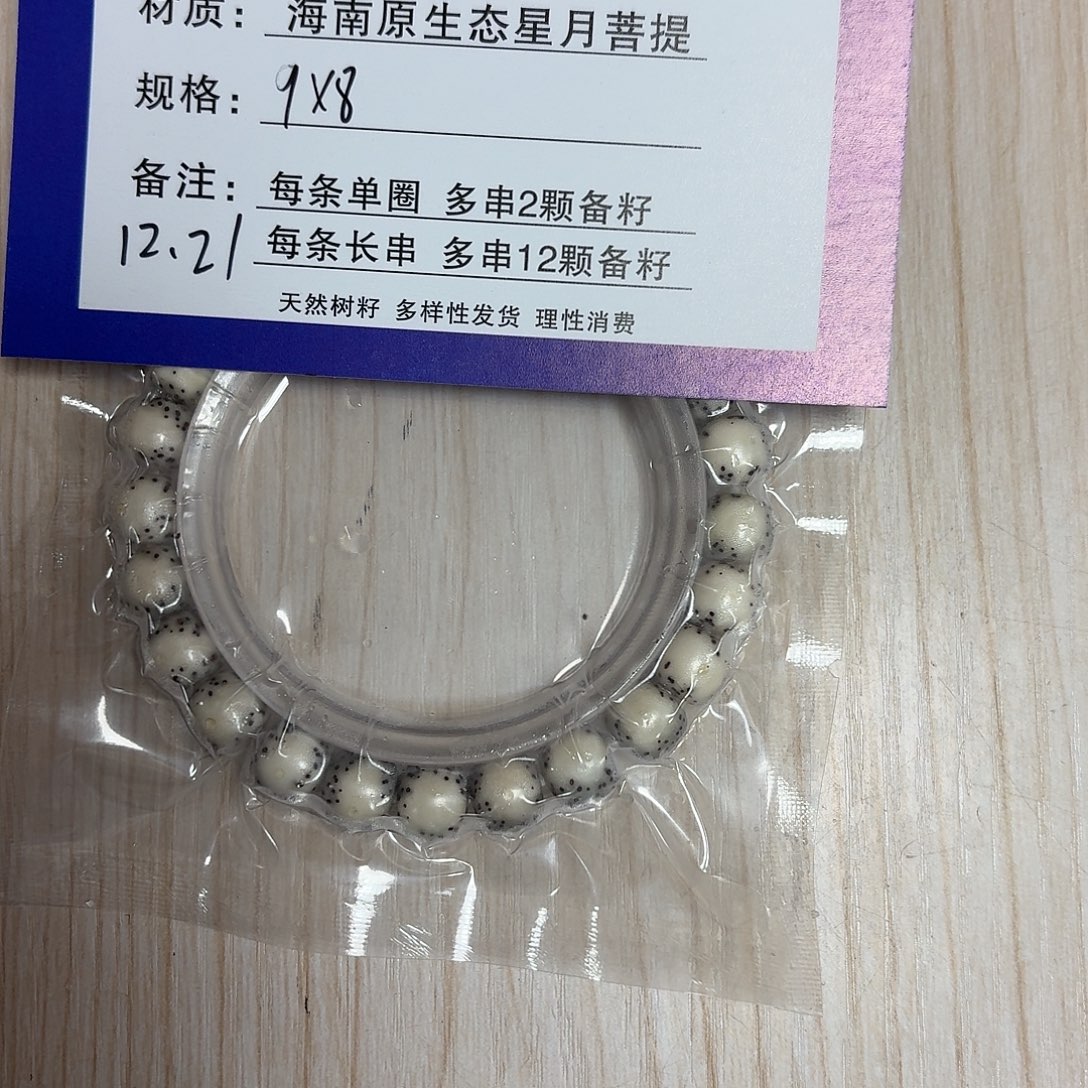 材质： 海南原生态星月菩提
规格： 9X8
备注： 每条单圈 多串2颗备籽
12.21 每条长串 多串12颗备籽
天然树籽 多样性发货 理性消费